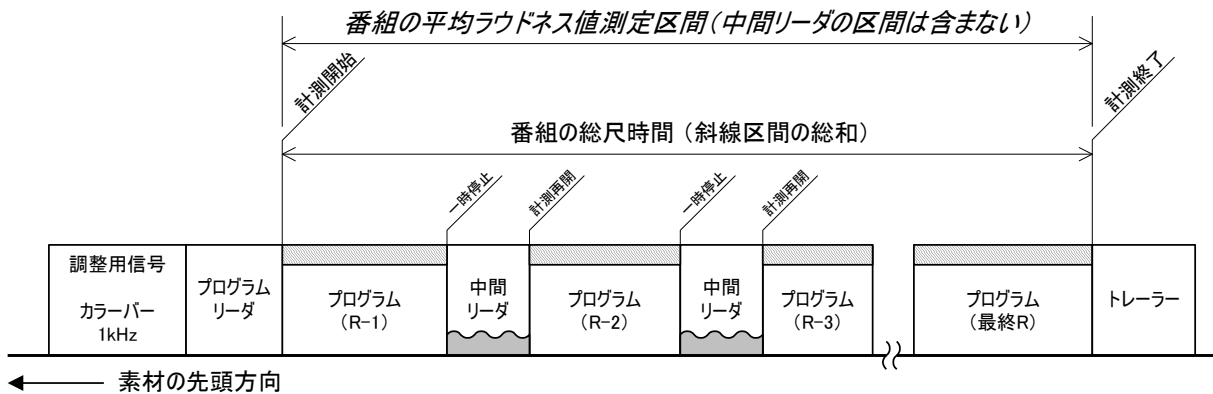 番組の平均ラウドネス値測定区間(中間リーダの区間は含まない)
計測開始
計測終了
番組の総尺時間(斜線区間の総和)
一時停止
計測再開
一時停止
計測再開
調整用信号
カラーバー
1kHz
プログラム
リーダ
プログラム
(R-1)
中間
リーダ
プログラム
(R-2)
中間
リーダ
プログラム
(R-3)
プログラム
(最終R)
トレーラー
素材の先頭方向